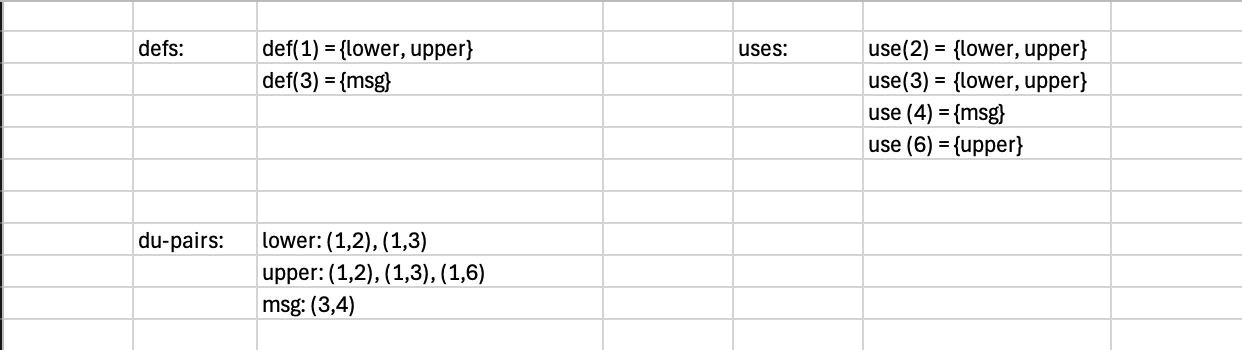 defs: def(1) = {lower, upper} uses: use(2) = {lower, upper}
def(3) = {msg} use(3) = {lower, upper}
use (4) = {msg}
use (6) = {upper}
du-pairs: lower: (1,2), (1,3)
upper: (1,2), (1,3), (1,6)
msg: (3,4)